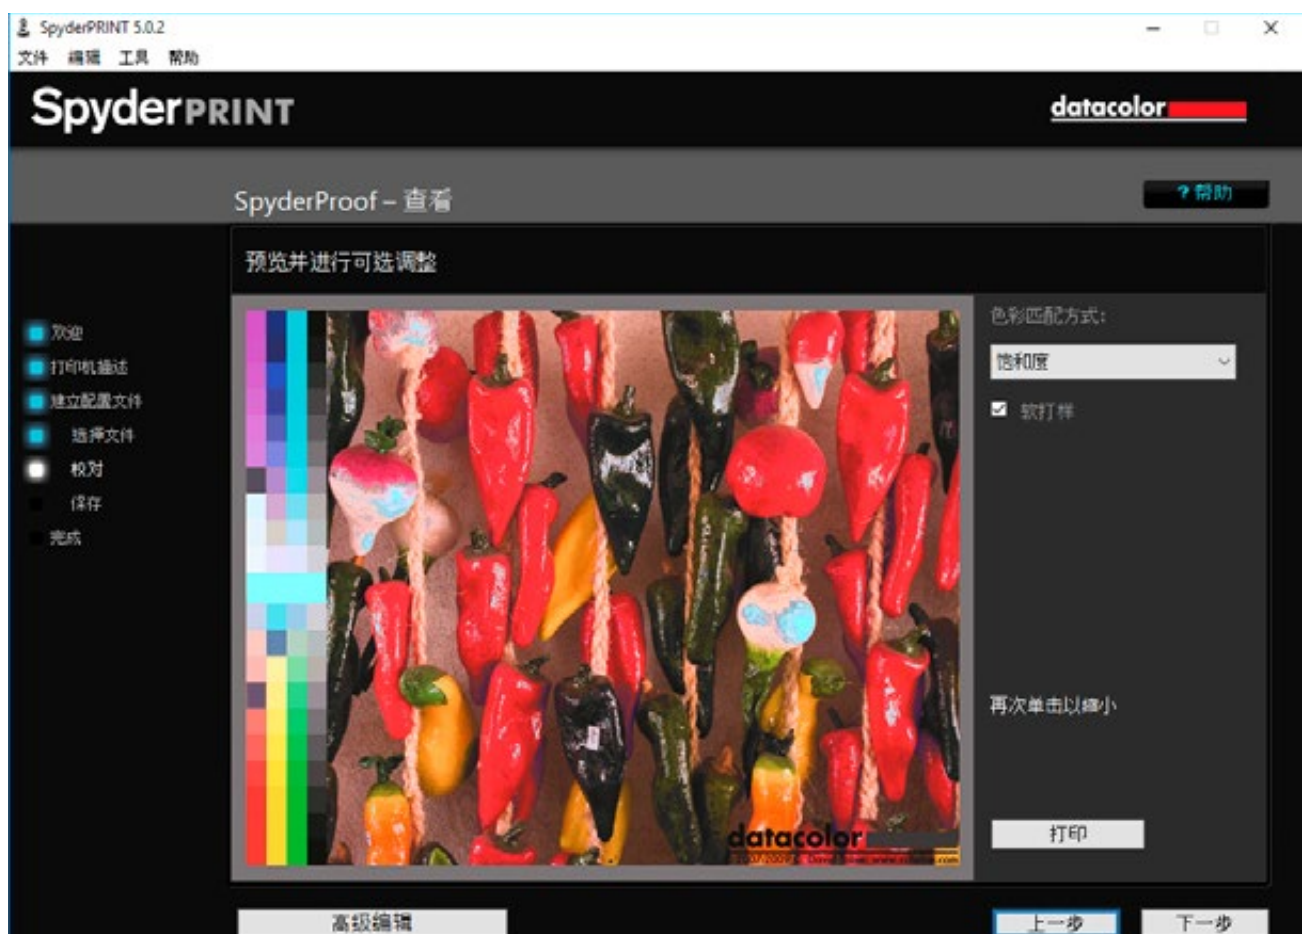 SpyderPRINT 5.0.2
文件 编辑 工具 帮助
SpyderPRINT
datacolor
SpyderProof – 查看
? 帮助
预览并进行可选调整
欢迎
打印机描述
建立配置文件
选择文件
校对
保存
完成
色彩匹配方式:
饱和度
软打样
再次单击以缩小
打印
datacolor
高级编辑
上一步
下一步